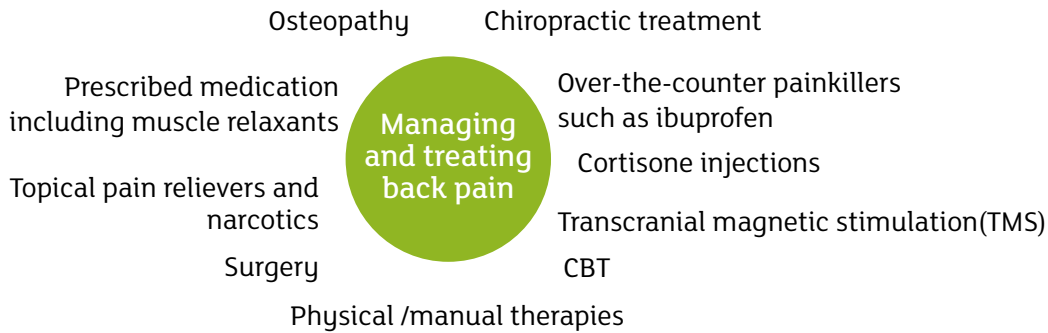 Osteopathy
Chiropractic treatment
Prescribed medication
including muscle relaxants
Managing
and treating
back pain
Over-the-counter painkillers
such as ibuprofen
Cortisone injections
Topical pain relievers and
narcotics
Transcranial magnetic stimulation(TMS)
Surgery
CBT
Physical /manual therapies